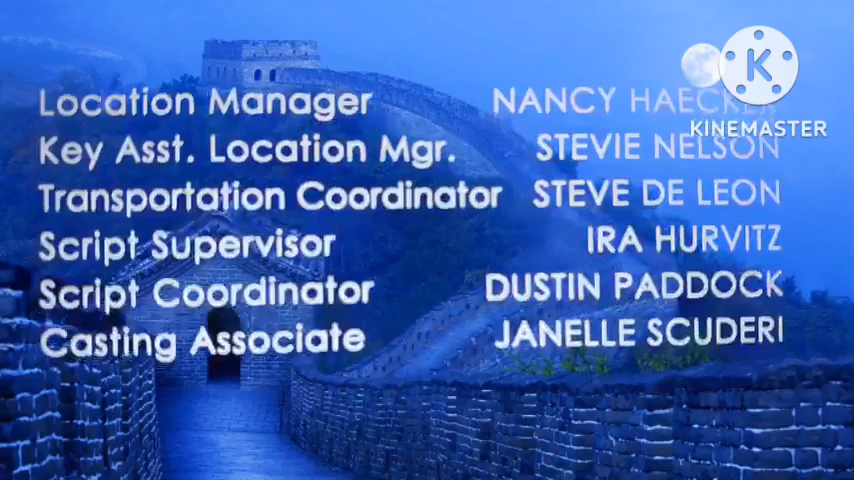 Location Manager NANCY HAECKER
Key Asst. Location Mgr. STEVIE NELSON
Transportation Coordinator STEVE DE LEON
Script Supervisor IRA HURVITZ
Script Coordinator DUSTIN PADDOCK
Casting Associate JANELLE SCUDERI
K
KINEMASTER